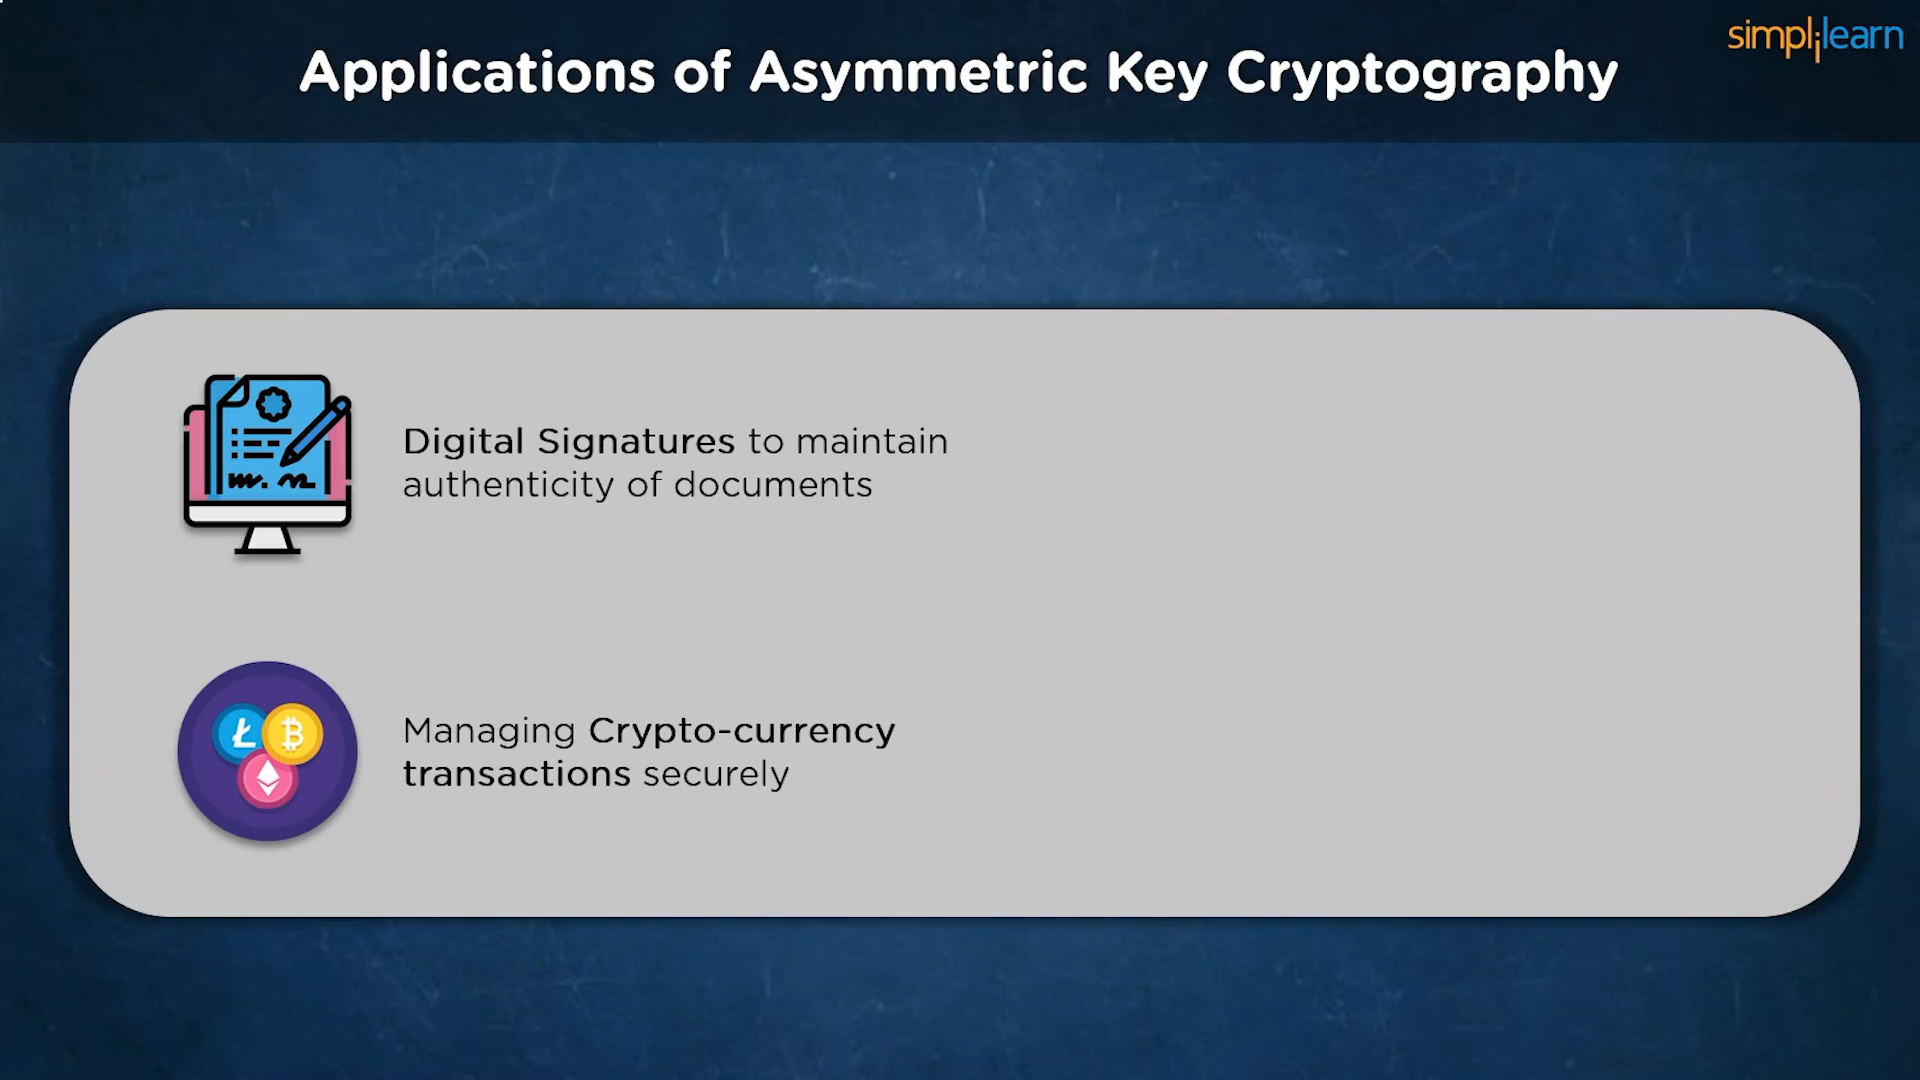 Applications of Asymmetric Key Cryptography
simplilearn
Digital Signatures to maintain
authenticity of documents
Managing Crypto-currency
transactions securely